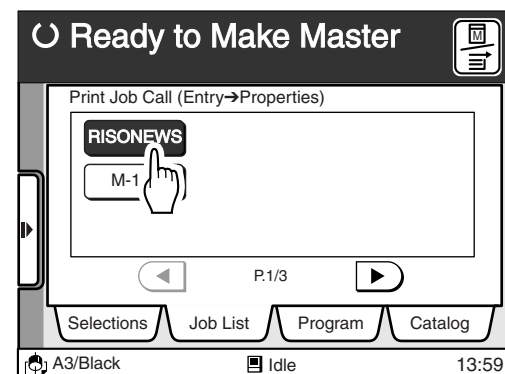 Ready to Make Master
M
Print Job Call (Entry➔Properties)
RISONEWS
M-1
P.1/3
Selections Job List Program Catalog
A3/Black Idle 13:59